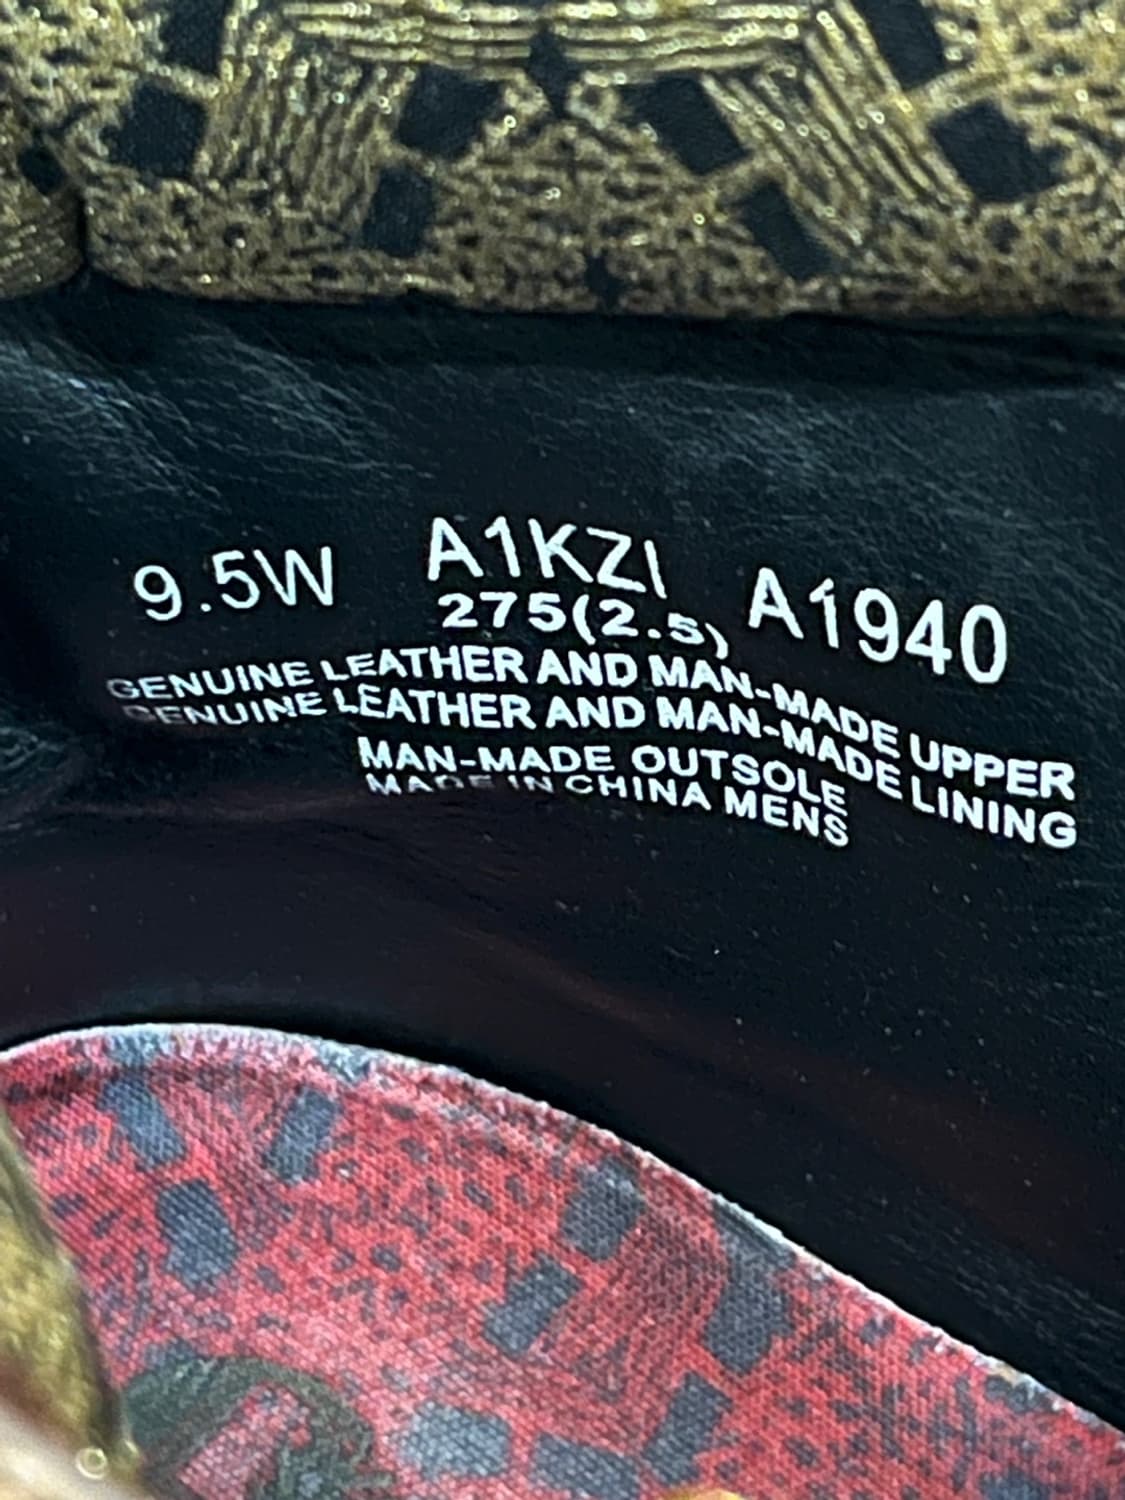 9.5W A1KZI A1940
275(2.5)
GENUINE LEATHER AND MAN-MADE UPPER
GENUINE LEATHER AND MAN-MADE LINING
MAN-MADE OUTSOLE
MADE IN CHINA MENS